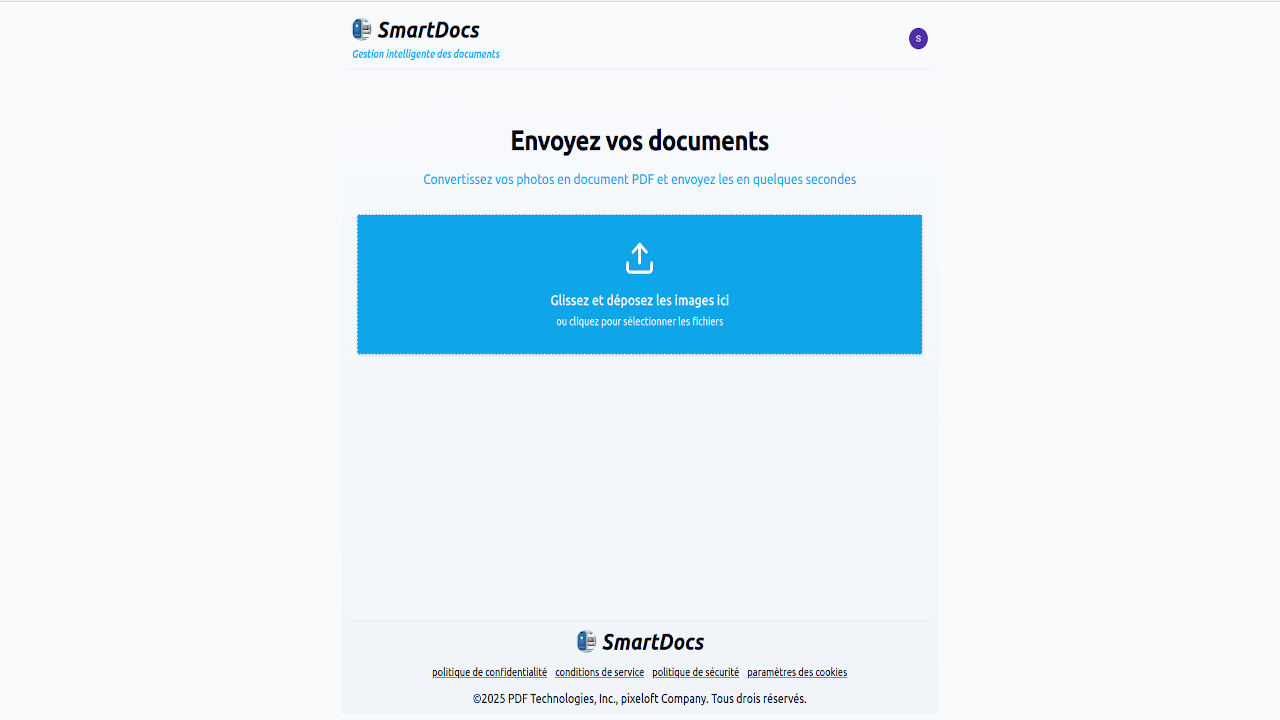 SmartDocs
Gestion intelligente des documents
S
Envoyez vos documents
Convertissez vos photos en document PDF et envoyez les en quelques secondes
Glissez et déposez les images ici
ou cliquez pour sélectionner les fichiers
SmartDocs
politique de confidentialité conditions de service politique de sécurité paramètres des cookies
©2025 PDF Technologies, Inc., pixeloft Company. Tous drois réservés.